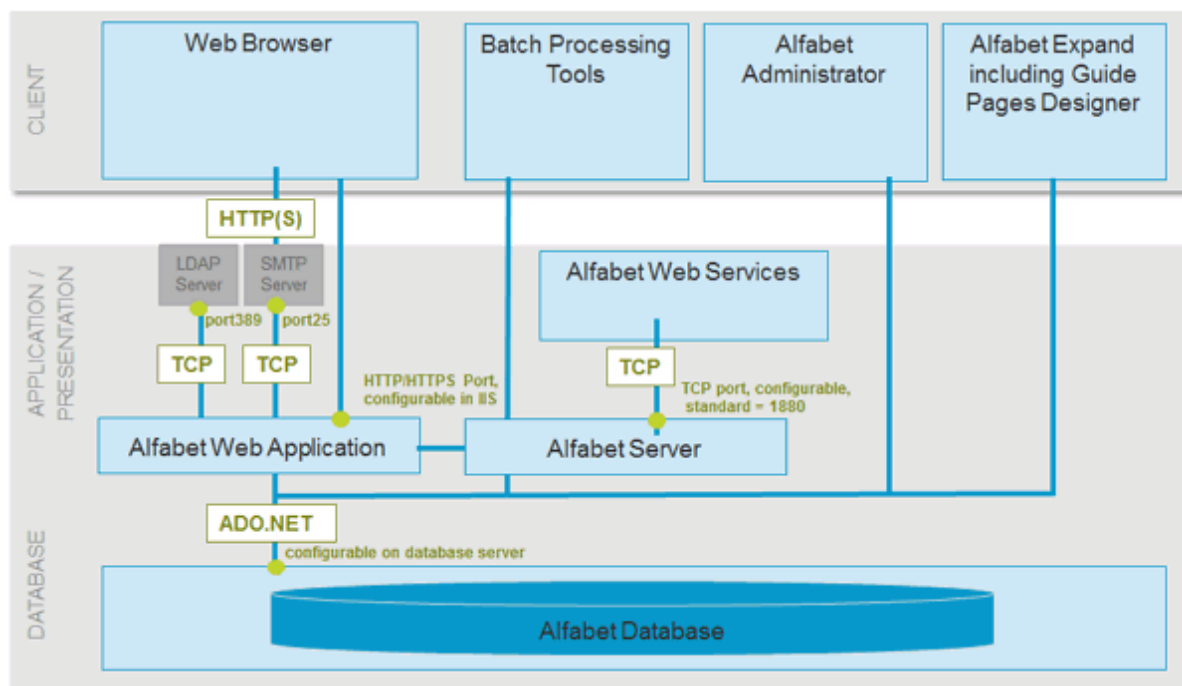 CLIENT
Web Browser
Batch Processing
Tools
Alfabet
Administrator
Alfabet Expand
including Guide
Pages Designer
HTTP(S)
APPLICATION /
PRESENTATION
LDAP
Server
SMTP
Server
port389
port25
Alfabet Web Services
TCP
TCP
TCP
HTTP/HTTPS Port,
configurable in IIS
TCP port, configurable,
standard = 1880
Alfabet Web Application
Alfabet Server
DATABASE
ADO.NET
configurable on database server
Alfabet Database